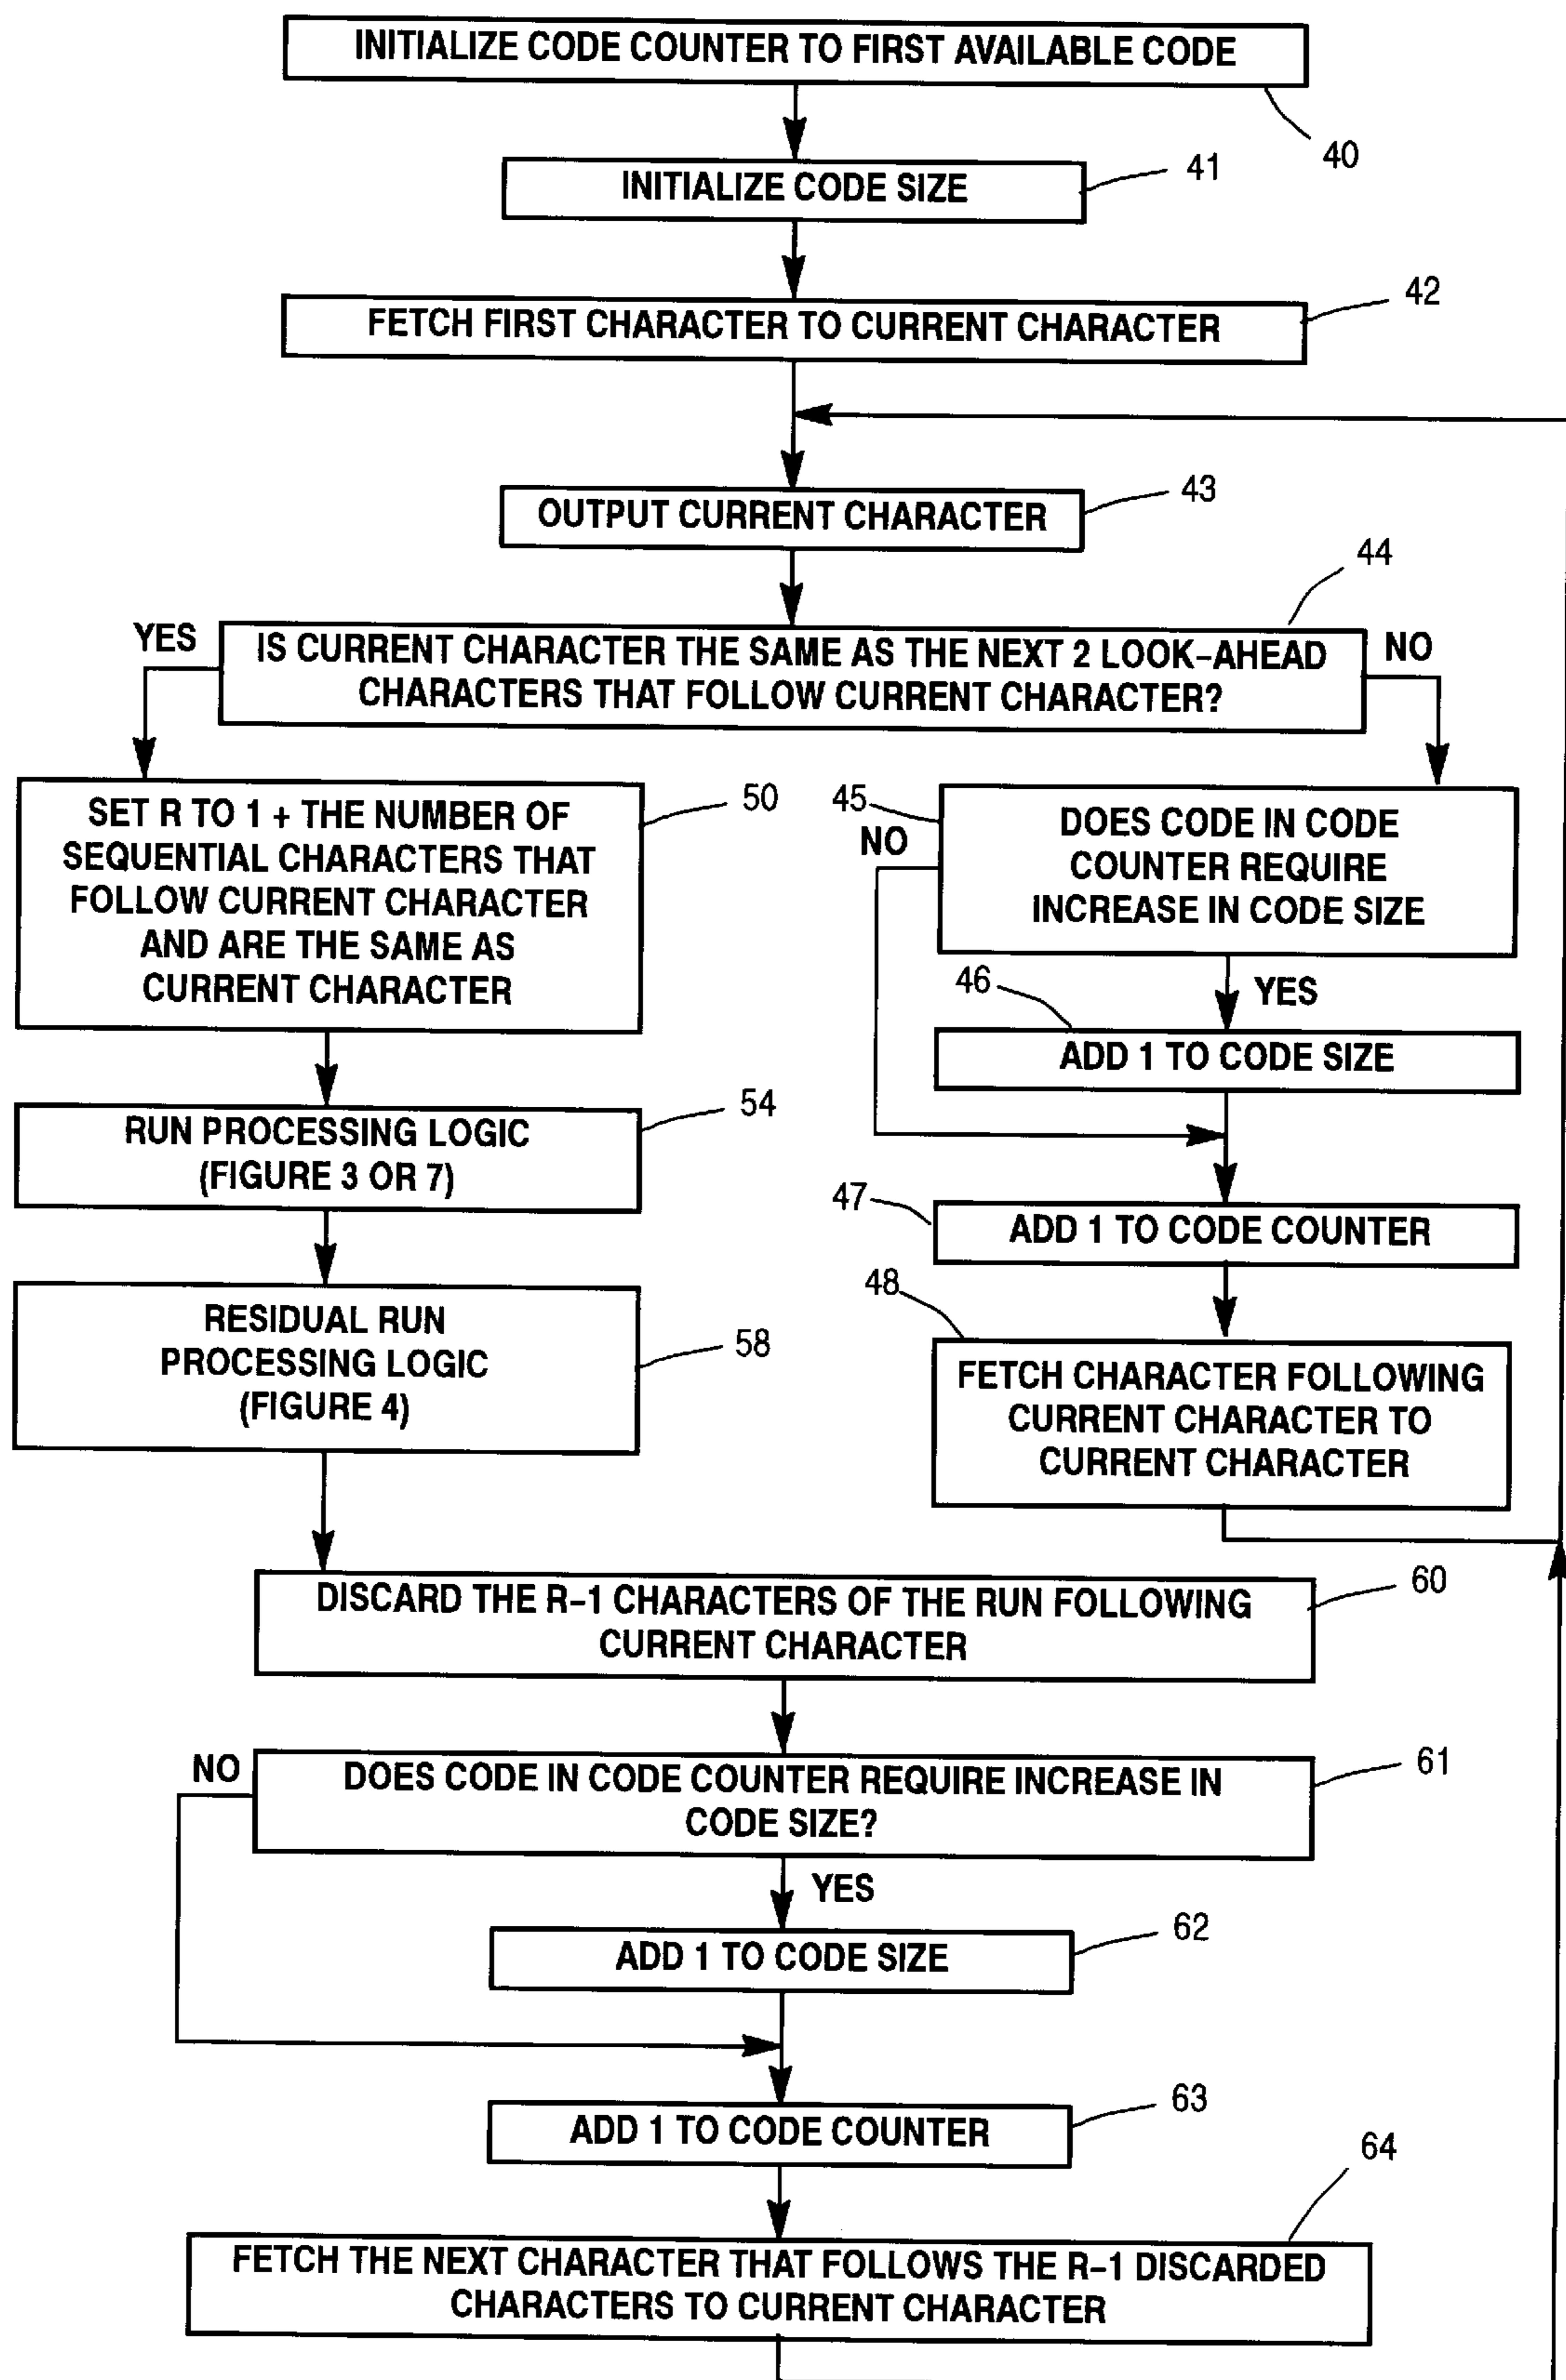 INITIALIZE CODE COUNTER TO FIRST AVAILABLE CODE
40
INITIALIZE CODE SIZE
41
FETCH FIRST CHARACTER TO CURRENT CHARACTER
42
OUTPUT CURRENT CHARACTER
43
44
YES
IS CURRENT CHARACTER THE SAME AS THE NEXT 2 LOOK-AHEAD
CHARACTERS THAT FOLLOW CURRENT CHARACTER?
NO
SET R TO 1 + THE NUMBER OF
SEQUENTIAL CHARACTERS THAT
FOLLOW CURRENT CHARACTER
AND ARE THE SAME AS
CURRENT CHARACTER
50
45
NO
DOES CODE IN CODE
COUNTER REQUIRE
INCREASE IN CODE SIZE
YES
46
ADD 1 TO CODE SIZE
RUN PROCESSING LOGIC
(FIGURE 3 OR 7)
54
47
ADD 1 TO CODE COUNTER
RESIDUAL RUN
PROCESSING LOGIC
(FIGURE 4)
58
48
FETCH CHARACTER FOLLOWING
CURRENT CHARACTER TO
CURRENT CHARACTER
DISCARD THE R-1 CHARACTERS OF THE RUN FOLLOWING
CURRENT CHARACTER
60
NO
DOES CODE IN CODE COUNTER REQUIRE INCREASE IN
CODE SIZE?
61
YES
ADD 1 TO CODE SIZE
62
ADD 1 TO CODE COUNTER
63
64
FETCH THE NEXT CHARACTER THAT FOLLOWS THE R-1 DISCARDED
CHARACTERS TO CURRENT CHARACTER